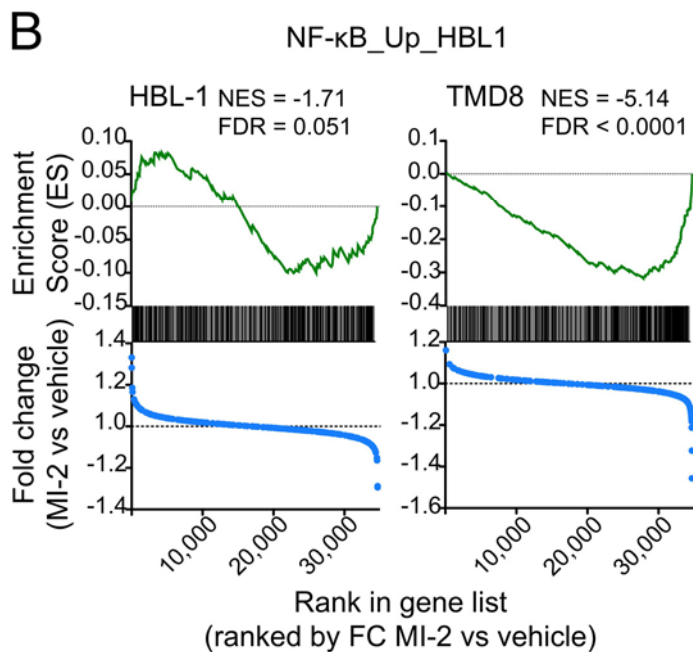 B
NF-κB_Up_HBL1
HBL-1 NES = -1.71
FDR = 0.051
TMD8 NES = -5.14
FDR < 0.0001
Enrichment
Score (ES)
0.10
0.05
0.00
-0.05
-0.10
-0.15
0.1
0.0
-0.1
-0.2
-0.3
-0.4
Fold change
(MI-2 vs vehicle)
1.4
1.2
1.0
-1.2
-1.4
1.2
1.0
-1.2
-1.4
-1.6
10,000
20,000
30,000
10,000
20,000
30,000
Rank in gene list
(ranked by FC MI-2 vs vehicle)